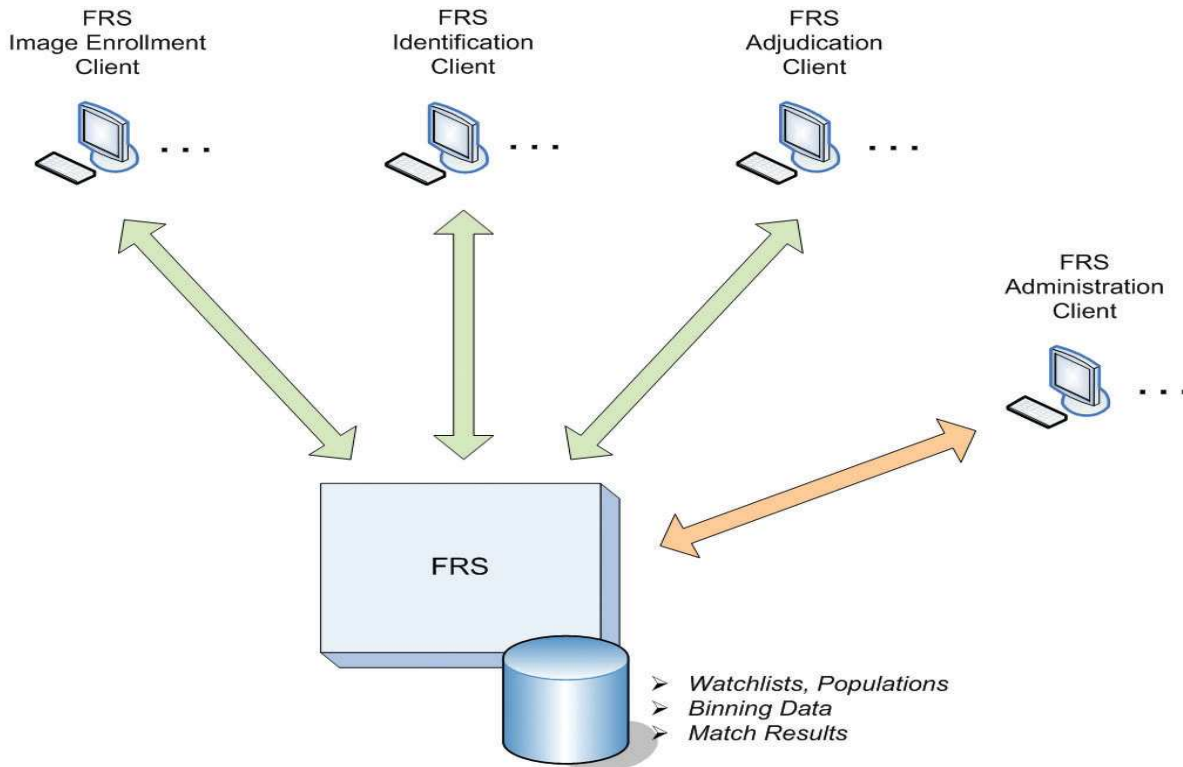 FRS
Image Enrollment
Client
FRS
Identification
Client
FRS
Adjudication
Client
FRS
Administration
Client
FRS
Watchlists, Populations
Binning Data
Match Results